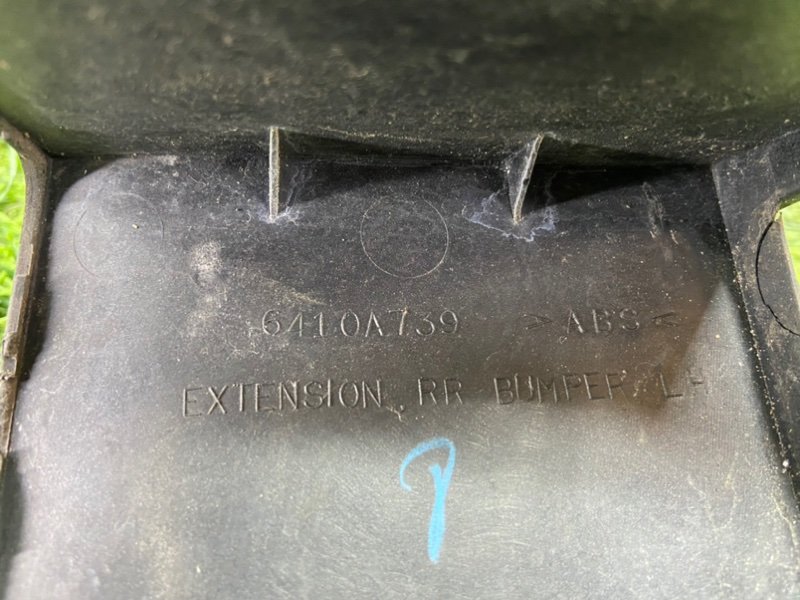 6410A739 >ABS<
EXTENSION, RR BUMPER, LH